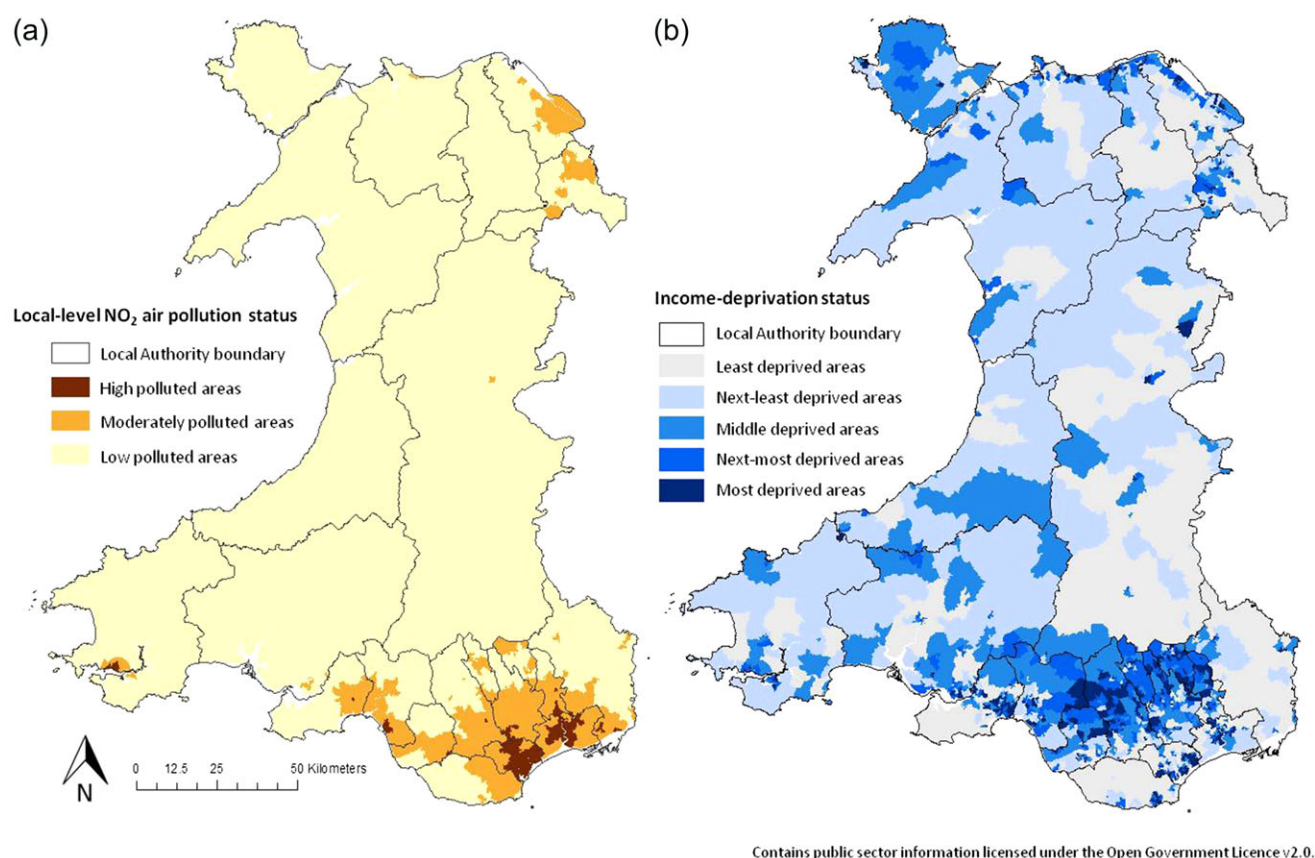 (a)
Local-level NO₂ air pollution status
Local Authority boundary
High polluted areas
Moderately polluted areas
Low polluted areas
N
0 12.5 25 50 Kilometers
(b)
Income-deprivation status
Local Authority boundary
Least deprived areas
Next-least deprived areas
Middle deprived areas
Next-most deprived areas
Most deprived areas
Contains public sector information licensed under the Open Government Licence v2.0.